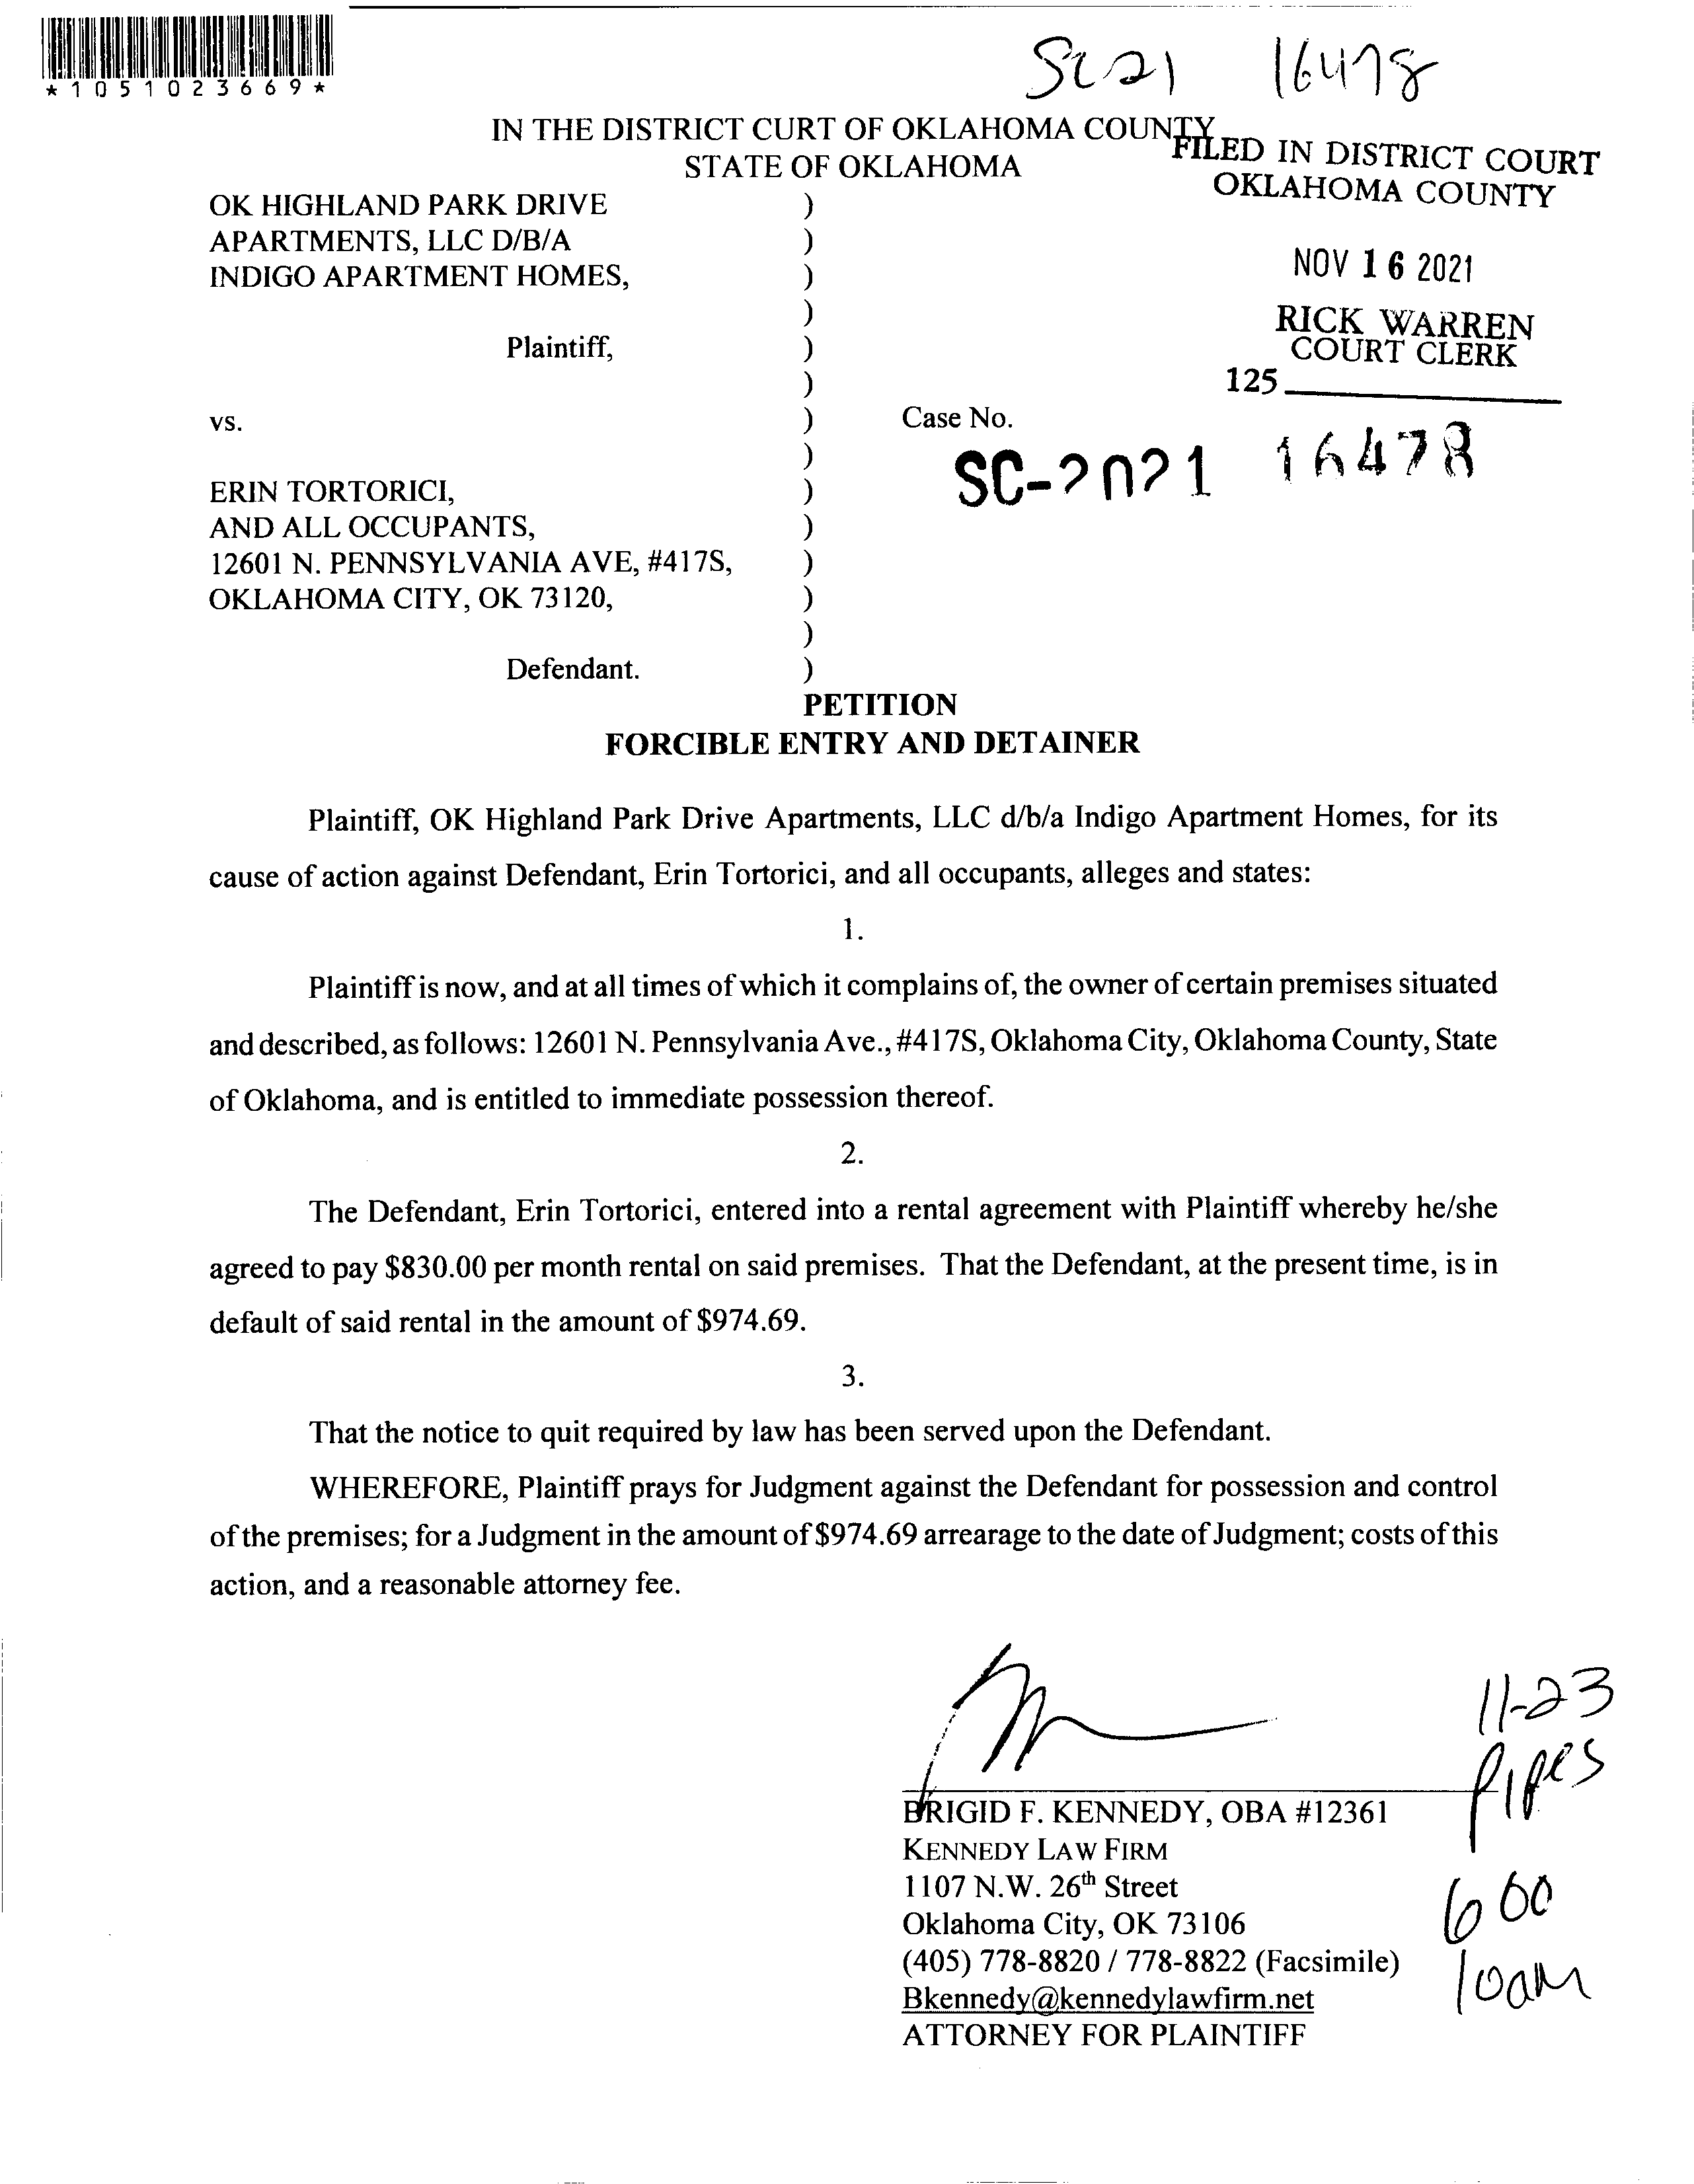 *1051023669*
SC21 16478
IN THE DISTRICT CURT OF OKLAHOMA COUNTY
STATE OF OKLAHOMA
FILED IN DISTRICT COURT
OKLAHOMA COUNTY
NOV 16 2021
RICK WARREN
COURT CLERK
125
OK HIGHLAND PARK DRIVE )
APARTMENTS, LLC D/B/A )
INDIGO APARTMENT HOMES, )
)
Plaintiff, )
)
vs. ) Case No.
) SC-2021 16478
ERIN TORTORICI, )
AND ALL OCCUPANTS, )
12601 N. PENNSYLVANIA AVE, #417S, )
OKLAHOMA CITY, OK 73120, )
)
Defendant. )
PETITION
FORCIBLE ENTRY AND DETAINER
Plaintiff, OK Highland Park Drive Apartments, LLC d/b/a Indigo Apartment Homes, for its
cause of action against Defendant, Erin Tortorici, and all occupants, alleges and states:
1.
Plaintiff is now, and at all times of which it complains of, the owner of certain premises situated
and described, as follows: 12601 N. Pennsylvania Ave., #417S, Oklahoma City, Oklahoma County, State
of Oklahoma, and is entitled to immediate possession thereof.
2.
The Defendant, Erin Tortorici, entered into a rental agreement with Plaintiff whereby he/she
agreed to pay $830.00 per month rental on said premises. That the Defendant, at the present time, is in
default of said rental in the amount of $974.69.
3.
That the notice to quit required by law has been served upon the Defendant.
WHEREFORE, Plaintiff prays for Judgment against the Defendant for possession and control
of the premises; for a Judgment in the amount of $974.69 arrearage to the date of Judgment; costs of this
action, and a reasonable attorney fee.
BRIGID F. KENNEDY, OBA #12361
KENNEDY LAW FIRM
1107 N.W. 26th Street
Oklahoma City, OK 73106
(405) 778-8820 / 778-8822 (Facsimile)
Bkennedy@kennedylawfirm.net
ATTORNEY FOR PLAINTIFF
11-23
Pipes
600
10am